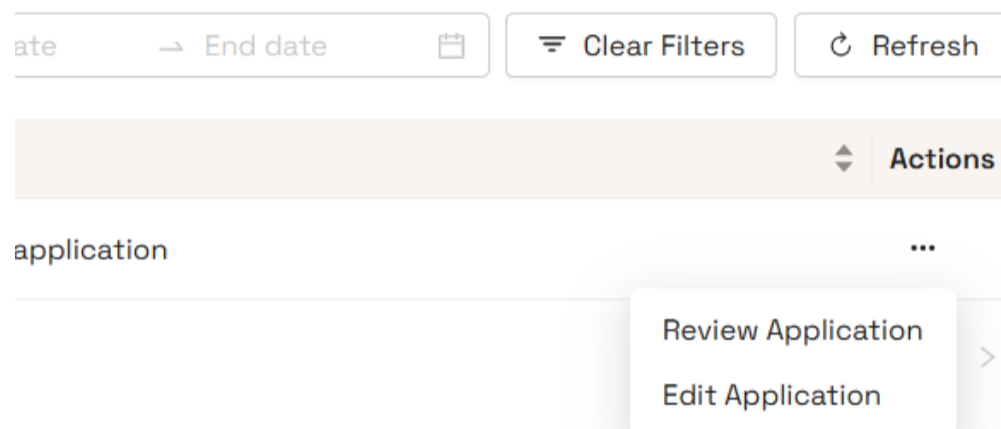 ate End date Clear Filters Refresh
Actions
application
Review Application
Edit Application